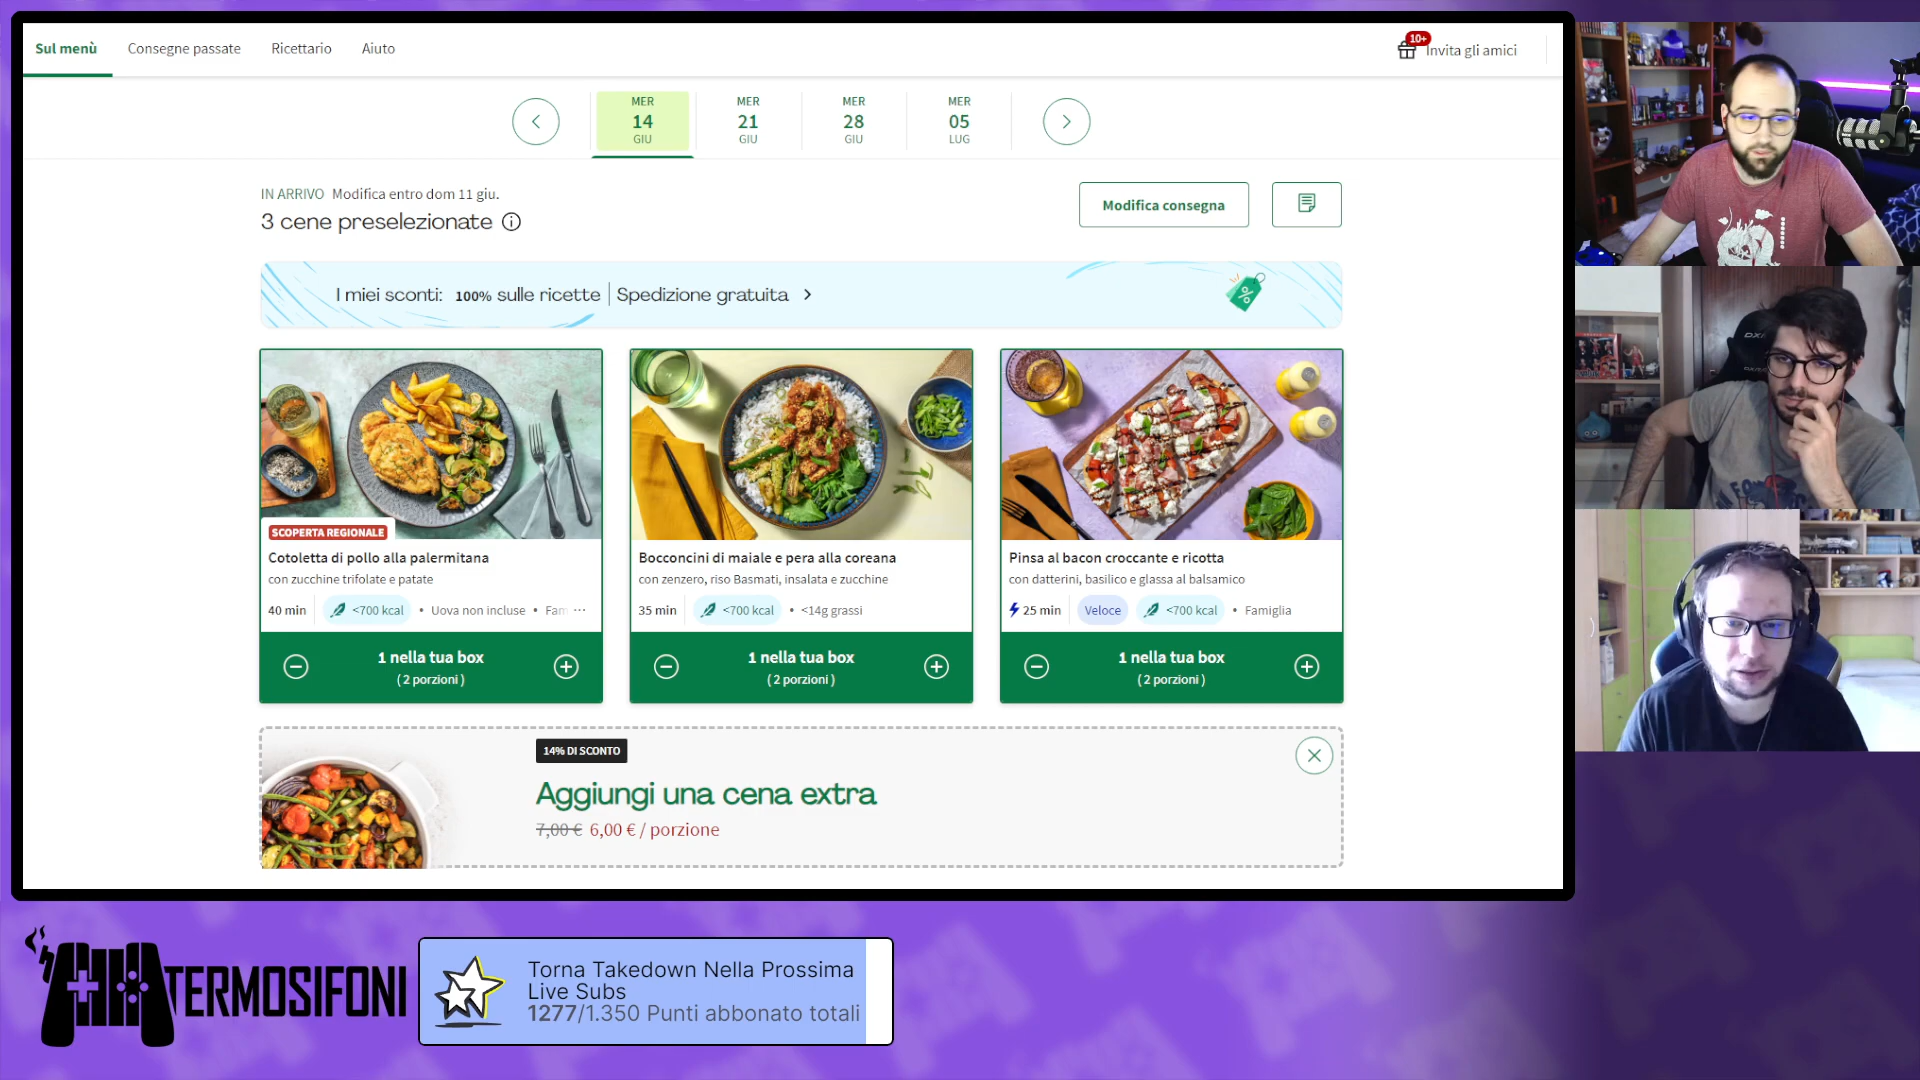 Sul menù
Consegne passate
Ricettario
Aiuto
10+
Invita gli amici
MER
14
GIU
MER
21
GIU
MER
28
GIU
MER
05
LUG
IN ARRIVO Modifica entro dom 11 giu.
3 cene preselezionate
Modifica consegna
I miei sconti: 100% sulle ricette | Spedizione gratuita
SCOPERTA REGIONALE
Cotoletta di pollo alla palermitana
con zucchine trifolate e patate
40 min <700 kcal • Uova non incluse • Fam ...
1 nella tua box
( 2 porzioni )
Bocconcini di maiale e pera alla coreana
con zenzero, riso Basmati, insalata e zucchine
35 min <700 kcal • <14g grassi
1 nella tua box
( 2 porzioni )
Pinsa al bacon croccante e ricotta
con datterini, basilico e glassa al balsamico
25 min Veloce <700 kcal • Famiglia
1 nella tua box
( 2 porzioni )
14% DI SCONTO
Aggiungi una cena extra
7,00 € 6,00 € / porzione
TERMOSIFONI
Torna Takedown Nella Prossima
Live Subs
1277/1.350 Punti abbonato totali